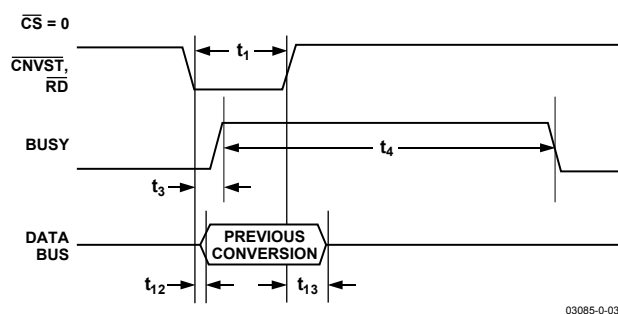 CS = 0
CNVST,
RD
t1
BUSY
t4
t3
DATA
BUS
PREVIOUS
CONVERSION
t12
t13
03085-0-03